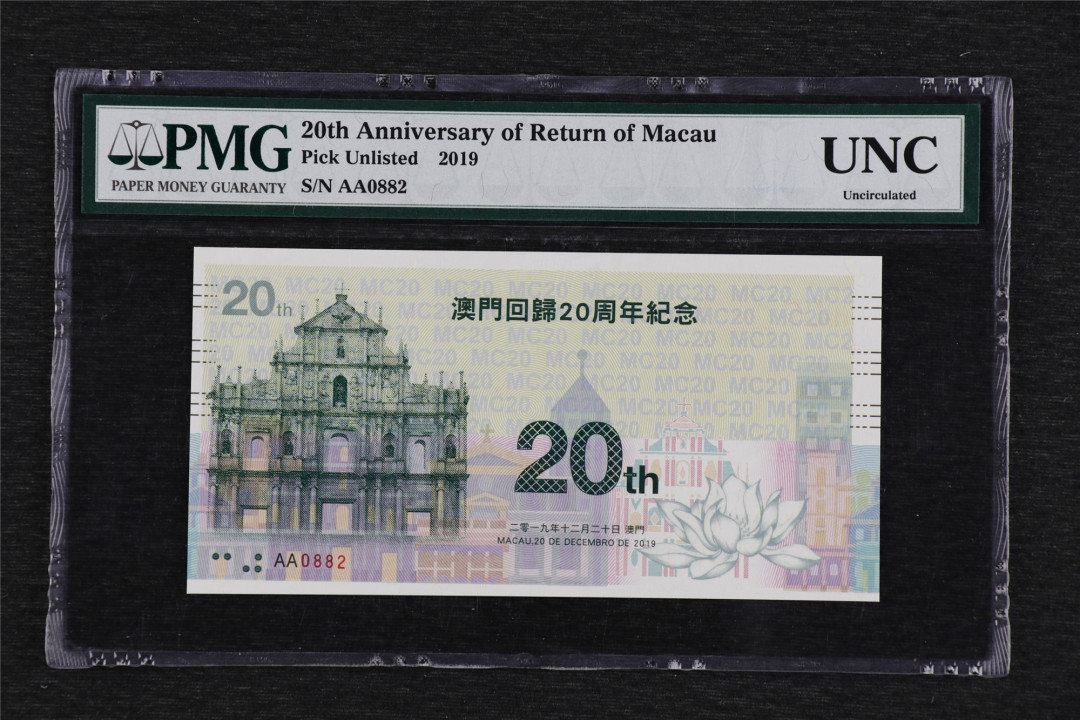 PMG
PAPER MONEY GUARANTY
20th Anniversary of Return of Macau
Pick Unlisted 2019
S/N AA0882
UNC
Uncirculated
20th
澳門回歸20周年紀念
MC20 MC20 MC20 MC20 MC20 MC20 MC20 MC20
20th
二零一九年十二月二十日 澳門
MACAU.20 DE DECEMBRO DE 2019
AA0882